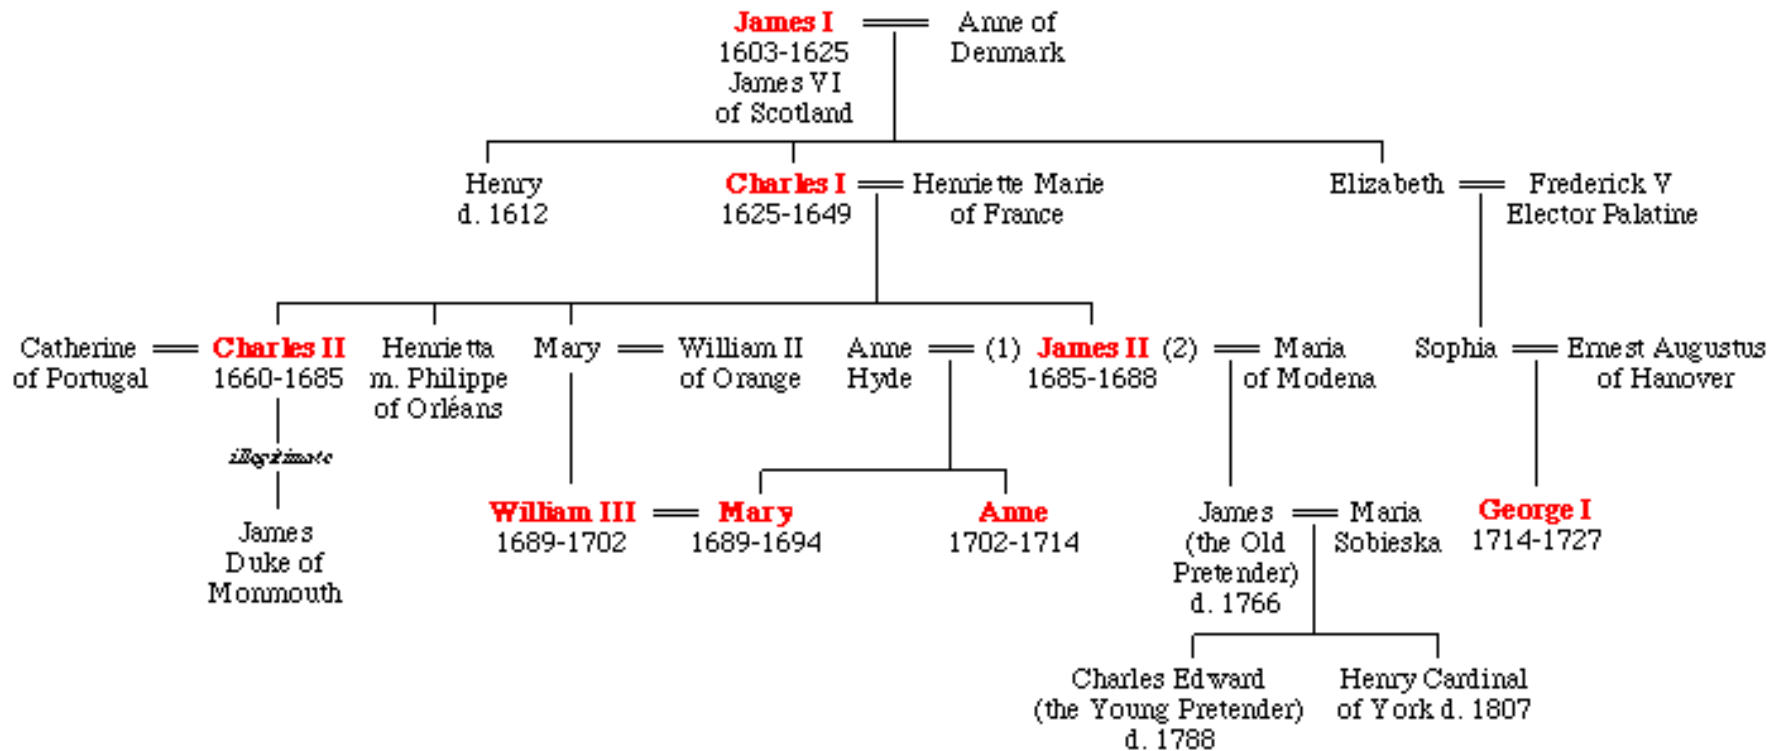 James I
1603-1625
James VI
of Scotland
Anne of
Denmark
Henry
d. 1612
Charles I
1625-1649
Henriette Marie
of France
Elizabeth
Frederick V
Elector Palatine
Catherine
of Portugal
Charles II
1660-1685
Henrietta
m. Philippe
of Orléans
Mary
William II
of Orange
Anne
Hyde
(1) James II (2)
1685-1688
Maria
of Modena
Sophia
Ernest Augustus
of Hanover
illegitimate
James
Duke of
Monmouth
William III
1689-1702
Mary
1689-1694
Anne
1702-1714
James
(the Old
Pretender)
d. 1766
Maria
Sobieska
George I
1714-1727
Charles Edward
(the Young Pretender)
d. 1788
Henry Cardinal
of York d. 1807